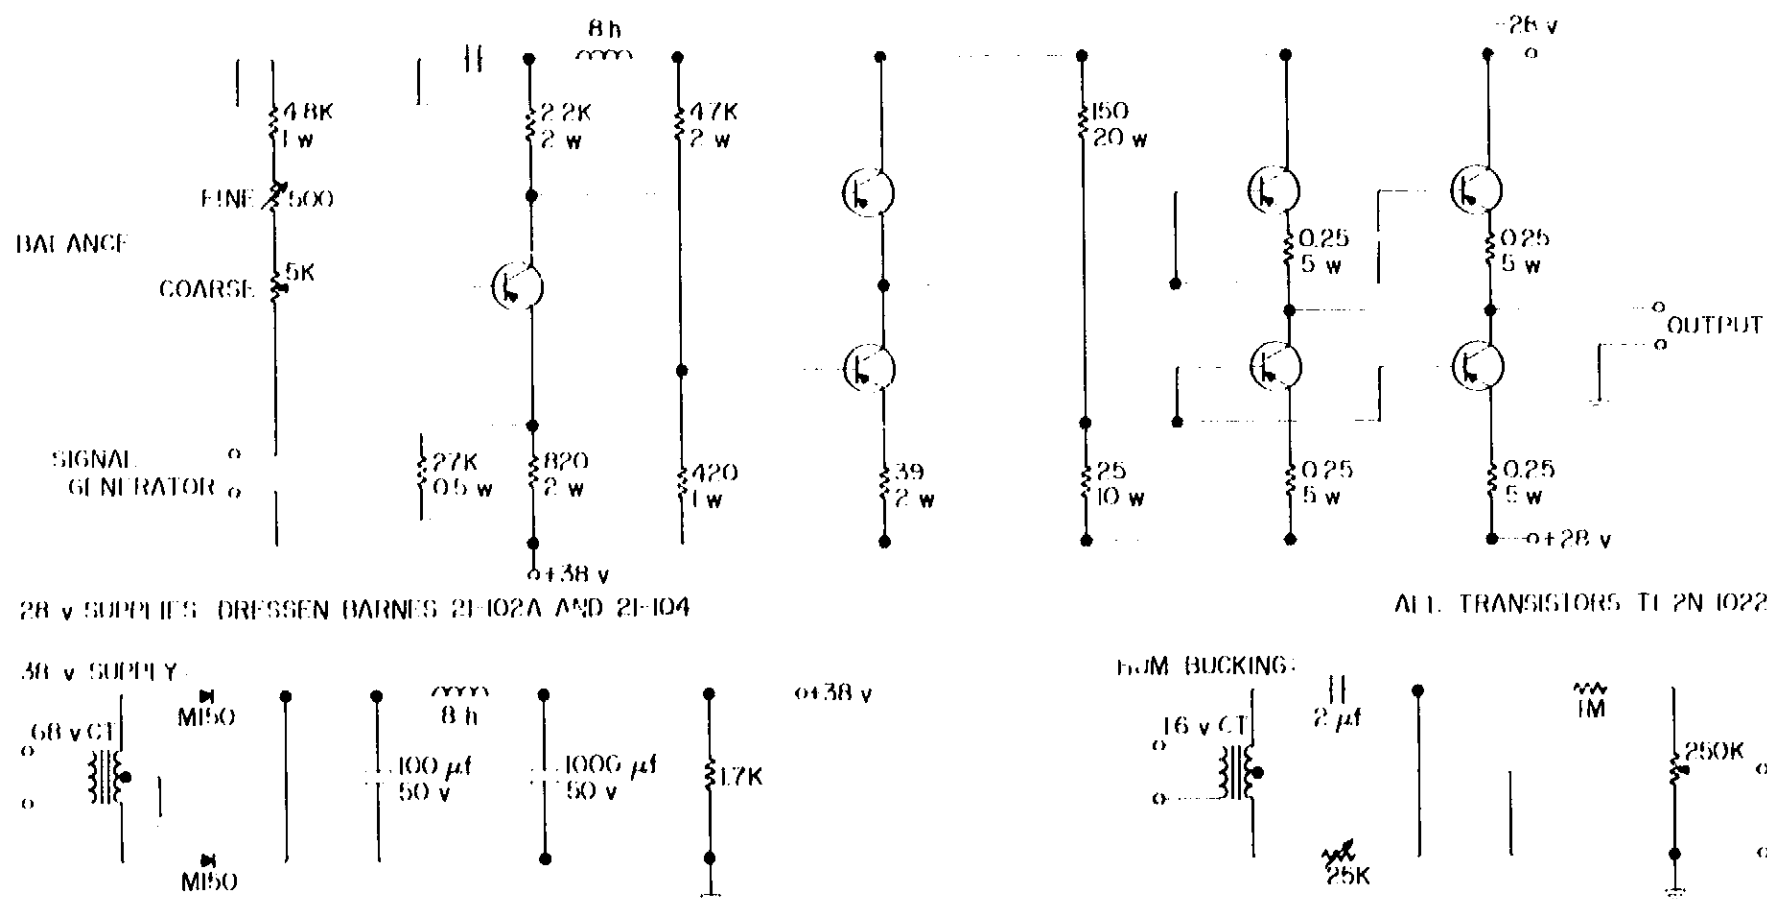 8 h
-28 v
4.8K
1 w
2.2K
2 w
47K
2 w
150
20 w
FINE
500
BALANCE
0.25
5 w
0.25
5 w
5K
COARSE
OUTPUT
SIGNAL
GENERATOR
27K
0.5 w
820
2 w
420
1 w
39
2 w
25
10 w
0.25
5 w
0.25
5 w
+28 v
+38 v
28 v SUPPLIES DRESSEN BARNES 21-102A AND 21-104
ALL TRANSISTORS TI 2N 1022
38 v SUPPLY
HUM BUCKING:
M150
8 h
+38 v
68 v CT
100 μf
50 v
1000 μf
50 v
1.7K
M150
16 v CT
2 μf
1M
250K
25K